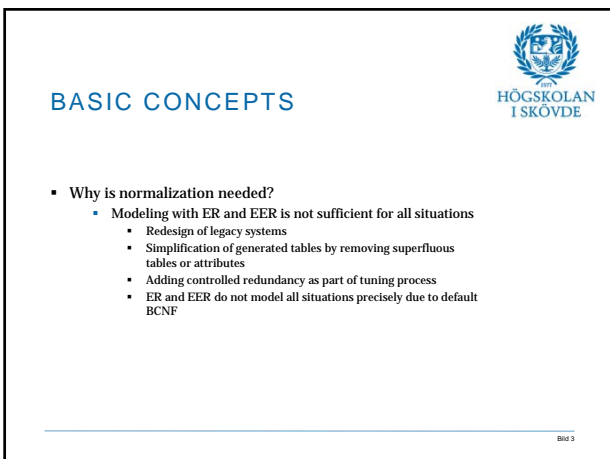 1977
HÖGSKOLAN
I SKÖVDE
BASIC CONCEPTS
▪ Why is normalization needed?
▪ Modeling with ER and EER is not sufficient for all situations
▪ Redesign of legacy systems
▪ Simplification of generated tables by removing superfluous
tables or attributes
▪ Adding controlled redundancy as part of tuning process
▪ ER and EER do not model all situations precisely due to default
BCNF
Bild 3